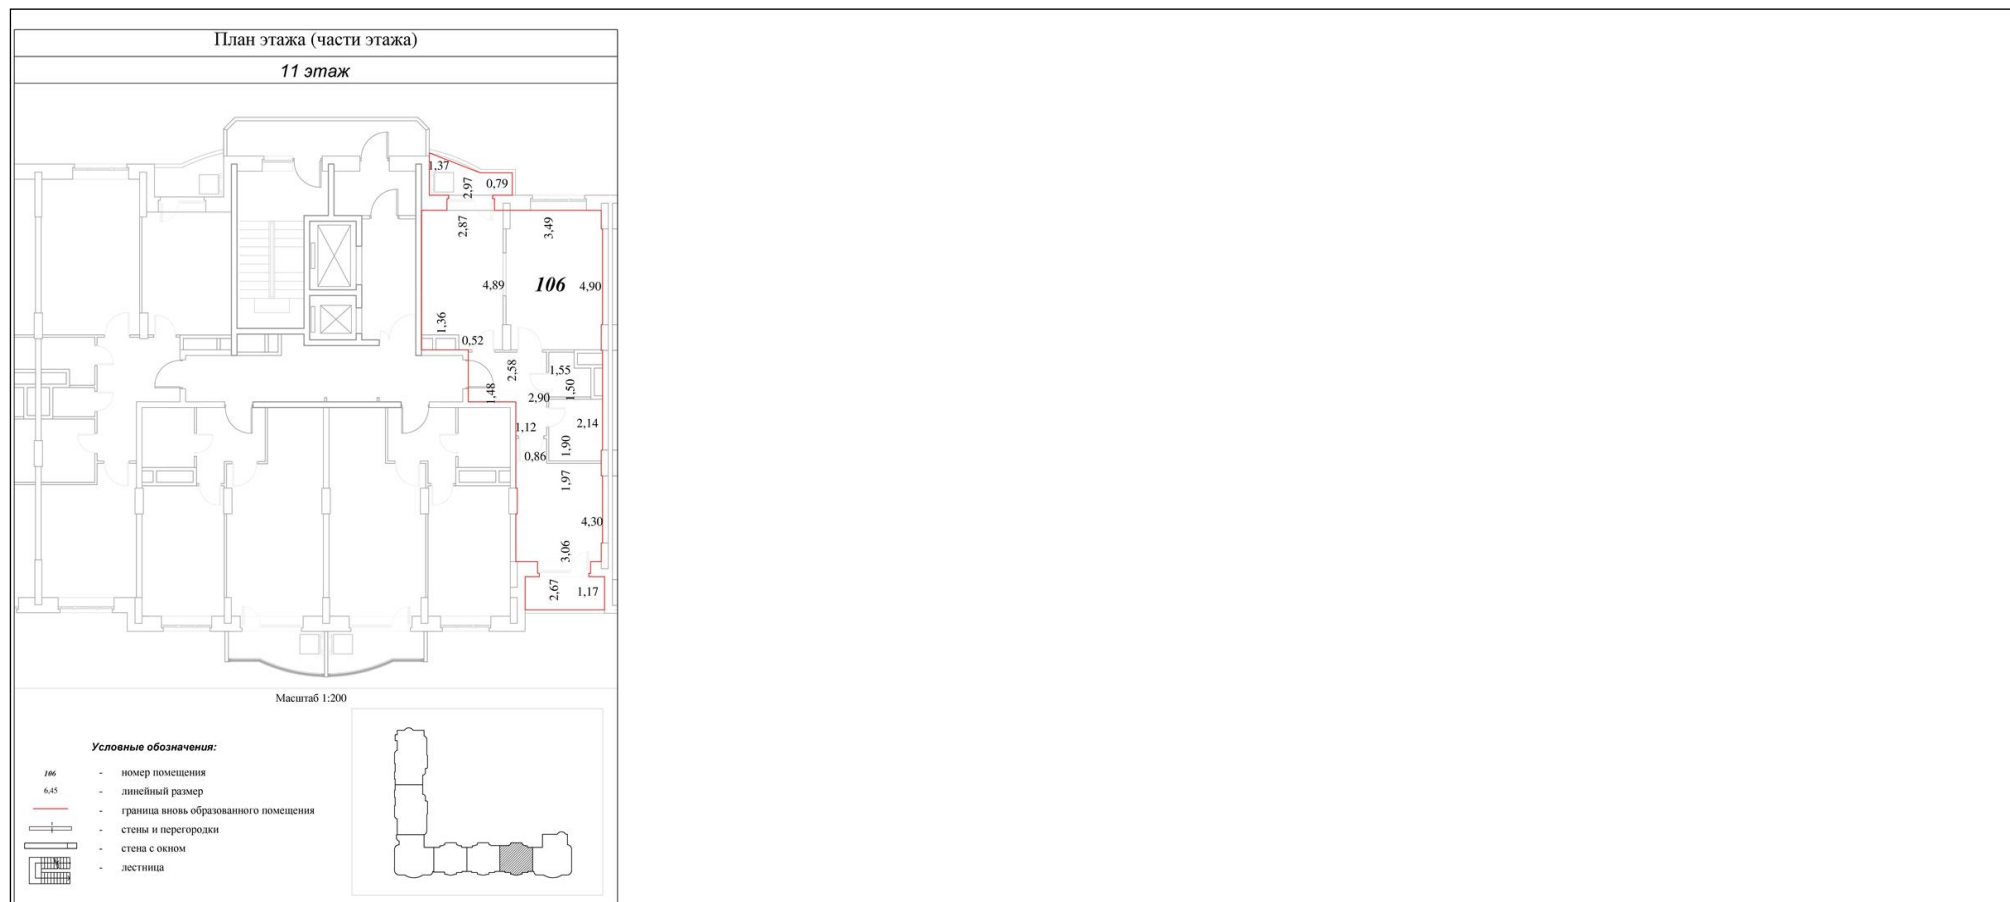 План этажа (части этажа)
11 этаж
1,37
2,97
0,79
2,87
3,49
4,89
106
4,90
1,36
0,52
2,58
1,55
1,48
1,50
2,90
1,12
2,14
0,86
1,90
1,97
4,30
3,06
2,67
1,17
Масштаб 1:200
Условные обозначения:
106 - номер помещения
6,45 - линейный размер
- граница вновь образованного помещения
- стены и перегородки
- стена с окном
- лестница